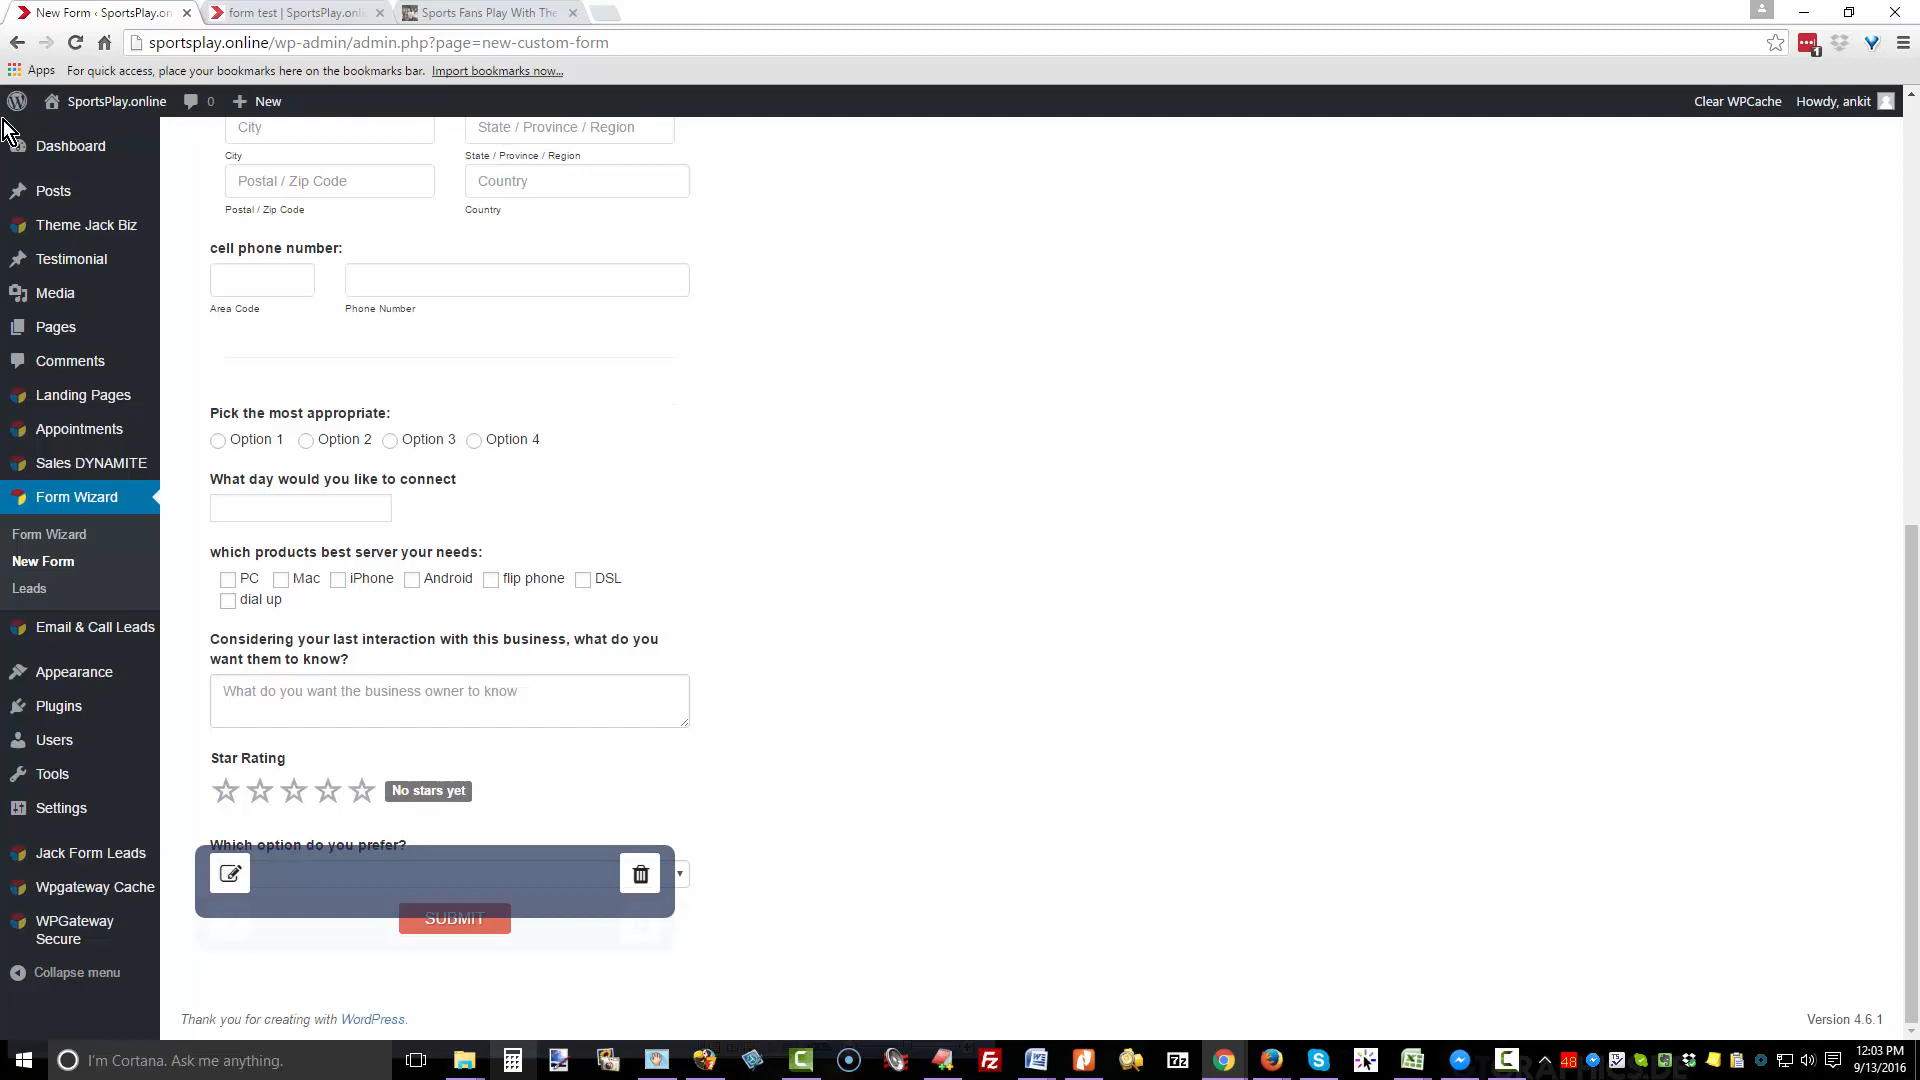 New Form ‹ SportsPlay.on
form test | SportsPlay.onli
Sports Fans Play With The
sportsplay.online/wp-admin/admin.php?page=new-custom-form
1
Apps
For quick access, place your bookmarks here on the bookmarks bar. Import bookmarks now...
SportsPlay.online
0
New
Clear WPCache
Howdy, ankit
Dashboard
Posts
Theme Jack Biz
Testimonial
Media
Pages
Comments
Landing Pages
Appointments
Sales DYNAMITE
Form Wizard
Form Wizard
New Form
Leads
Email & Call Leads
Appearance
Plugins
Users
Tools
Settings
Jack Form Leads
Wpgateway Cache
WPGateway
Secure
Collapse menu
City
State / Province / Region
City
State / Province / Region
Postal / Zip Code
Country
Postal / Zip Code
Country
cell phone number:
Area Code
Phone Number
Pick the most appropriate:
Option 1 Option 2 Option 3 Option 4
What day would you like to connect
which products best server your needs:
PC Mac iPhone Android flip phone DSL
dial up
Considering your last interaction with this business, what do you
want them to know?
What do you want the business owner to know
Star Rating
No stars yet
Which option do you prefer?
SUBMIT
Thank you for creating with WordPress.
Version 4.6.1
I'm Cortana. Ask me anything.
48
12:03 PM
9/13/2016